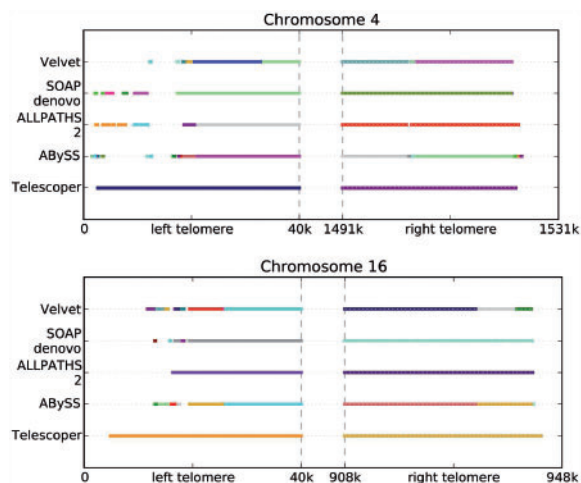 Chromosome 4
Velvet
SOAP
denovo
ALLPATHS
2
ABySS
Telescoper
0 left telomere 40k 1491k right telomere 1531k
Chromosome 16
Velvet
SOAP
denovo
ALLPATHS
2
ABySS
Telescoper
0 left telomere 40k 908k right telomere 948k